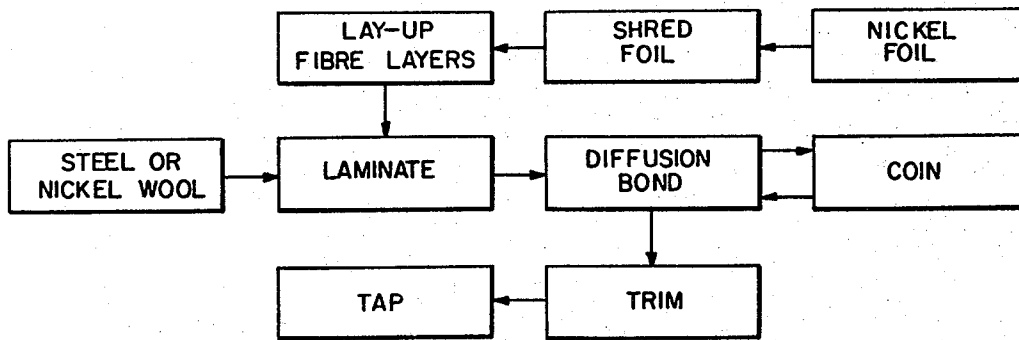 LAY-UP
FIBRE LAYERS
SHRED
FOIL
NICKEL
FOIL
STEEL OR
NICKEL WOOL
LAMINATE
DIFFUSION
BOND
COIN
TAP
TRIM